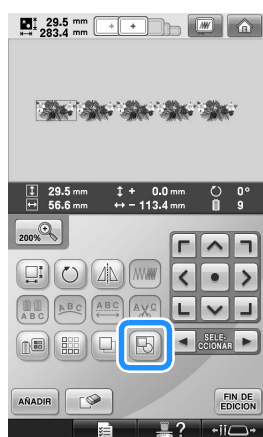 29.5 mm
283.4 mm
29.5 mm + 0.0 mm 0°
56.6 mm - 113.4 mm 9
200%
A B C A B C A B C A C
SELE-
CCIONAR
AÑADIR FIN DE
EDICION
?